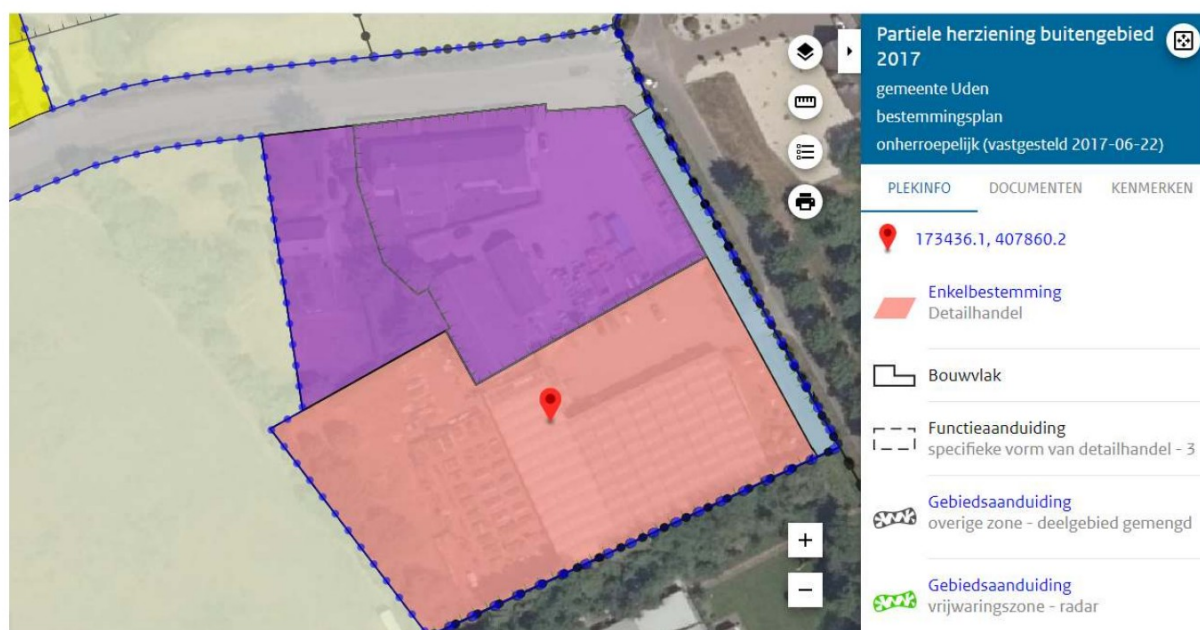 Partiele herziening buitengebied
2017
gemeente Uden
bestemmingsplan
onherroepelijk (vastgesteld 2017-06-22)
PLEKINFO DOCUMENTEN KENMERKEN
173436.1, 407860.2
Enkelbestemming
Detailhandel
Bouwvlak
Functieaanduiding
specifieke vorm van detailhandel - 3
Gebiedsaanduiding
overige zone - deelgebied gemengd
Gebiedsaanduiding
vrijwaringszone - radar